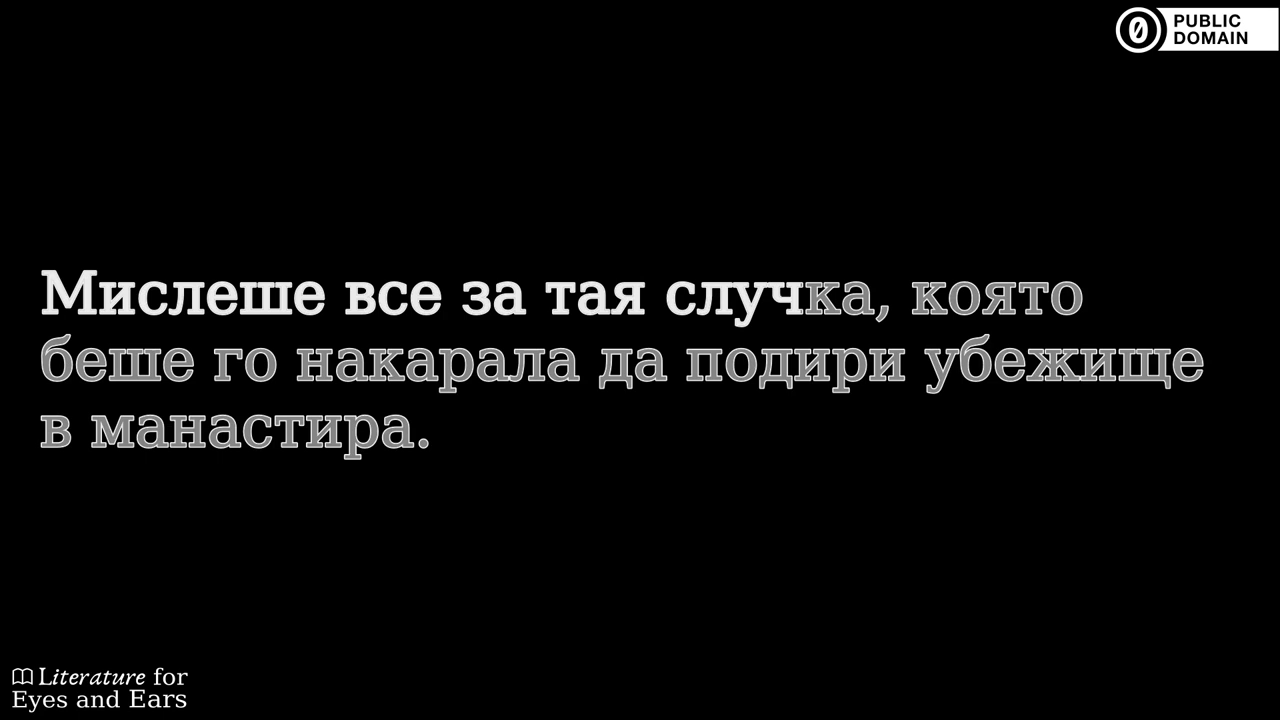 PUBLIC
DOMAIN
Мислеше все за тая случка, която
беше го накарала да подири убежище
в манастира.
Literature for
Eyes and Ears